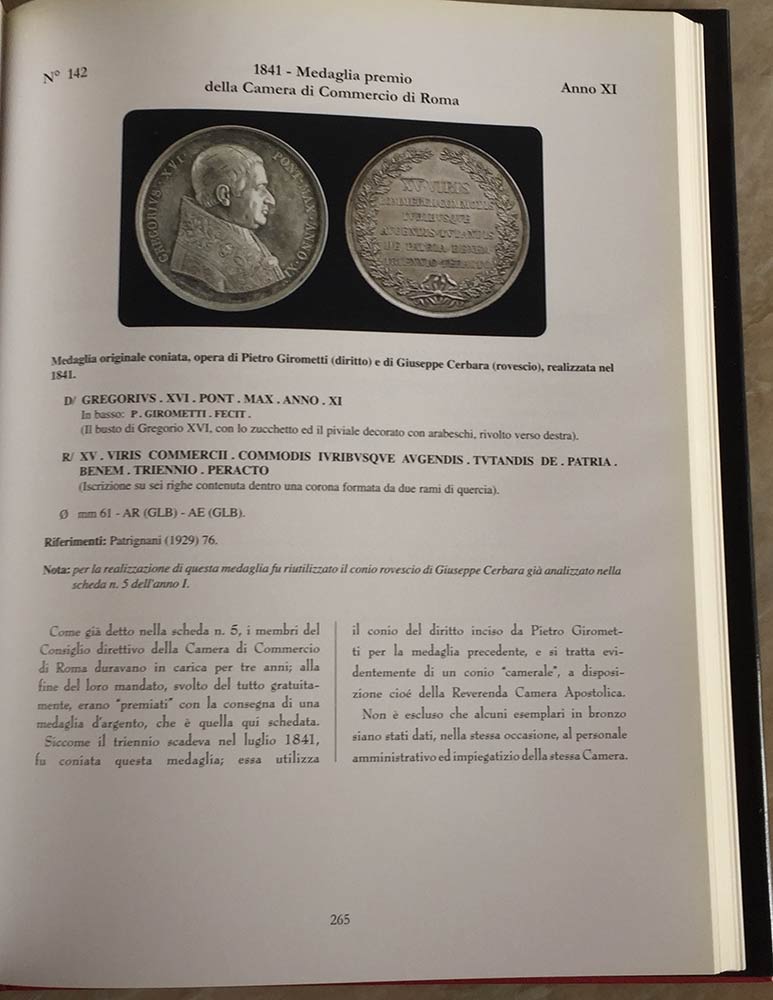 N° 142
1841 - Medaglia premio
della Camera di Commercio di Roma
Anno XI
GREGORIVS · XVI · PONT · MAX · ANNO · XI
XV · VIRIS
COMMERCII · COMMODIS
IVRIBVSQVE
AVGENDIS · TVTANDIS
DE PATRIA BENEM
TRIENNIO PERACTO
Medaglia originale coniata, opera di Pietro Girometti (diritto) e di Giuseppe Cerbara (rovescio), realizzata nel
1841.
D/ GREGORIVS . XVI . PONT . MAX . ANNO . XI
In basso: P . GIROMETTI . FECIT .
(Il busto di Gregorio XVI, con lo zucchetto ed il piviale decorato con arabeschi, rivolto verso destra).
R/ XV . VIRIS COMMERCII . COMMODIS IVRIBVSQVE AVGENDIS . TVTANDIS DE . PATRIA .
BENEM . TRIENNIO . PERACTO
(Iscrizione su sei righe contenuta dentro una corona formata da due rami di quercia).
Ø mm 61 - AR (GLB) - AE (GLB).
Riferimenti: Patrignani (1929) 76.
Nota: per la realizzazione di questa medaglia fu riutilizzato il conio rovescio di Giuseppe Cerbara già analizzato nella
scheda n. 5 dell'anno I.
Come già detto nella scheda n. 5, i membri del
Consiglio direttivo della Camera di Commercio
di Roma duravano in carica per tre anni; alla
fine del loro mandato, svolto del tutto gratuita-
mente, erano "premiati" con la consegna di una
medaglia d'argento, che è quella qui schedata.
Siccome il triennio scadeva nel luglio 1841,
fu coniata questa medaglia; essa utilizza
il conio del diritto inciso da Pietro Giromet-
ti per la medaglia precedente, e si tratta evi-
dentemente di un conio "camerale", a disposi-
zione cioé della Reverenda Camera Apostolica.
Non è escluso che alcuni esemplari in bronzo
siano stati dati, nella stessa occasione, al personale
amministrativo ed impiegatizio della stessa Camera.
265